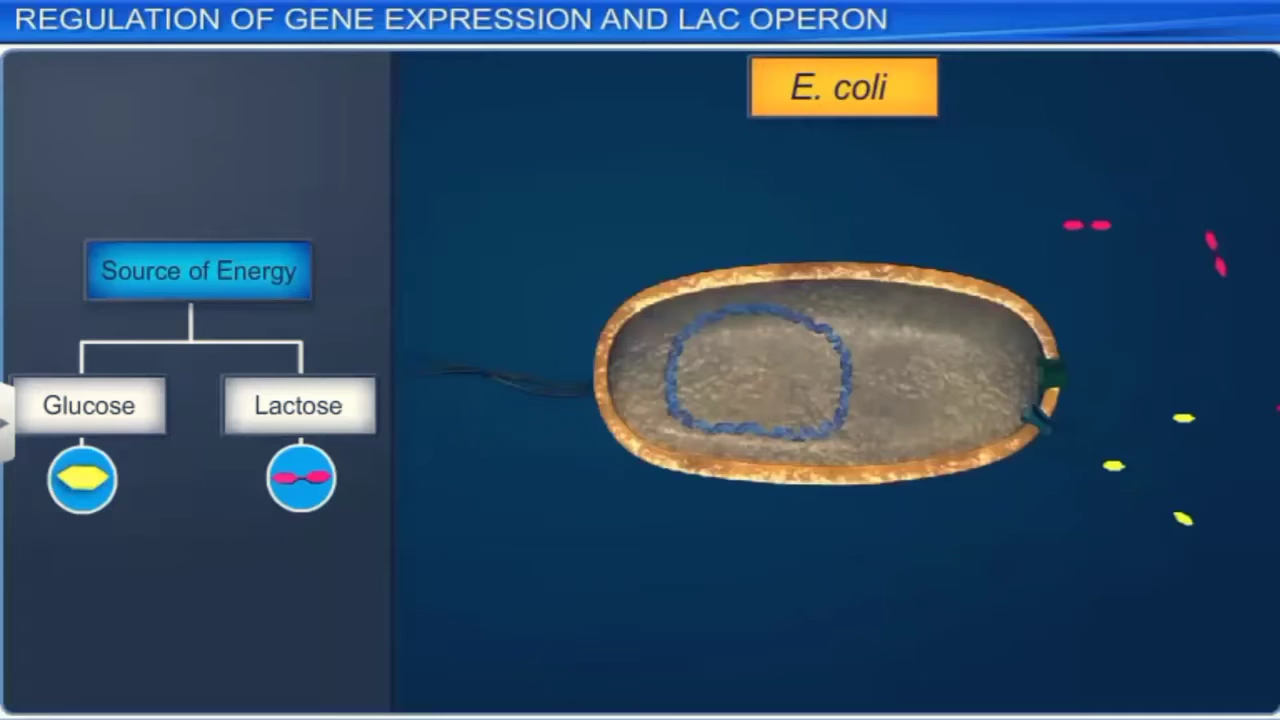 REGULATION OF GENE EXPRESSION AND LAC OPERON
E. coli
Source of Energy
Glucose
Lactose